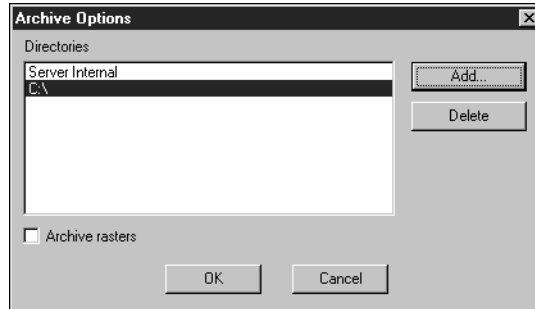 Archive Options
Directories
Server Internal
C:\
Add...
Delete
Archive rasters
OK
Cancel